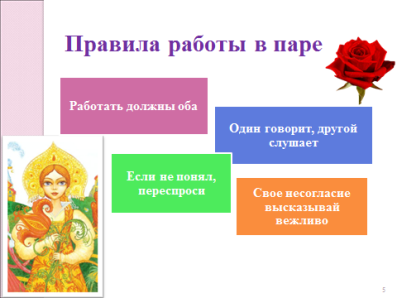 Правила работы в паре
Работать должны оба
Один говорит, другой
слушает
Если не понял,
переспроси
Свое несогласие
высказывай
вежливо
5